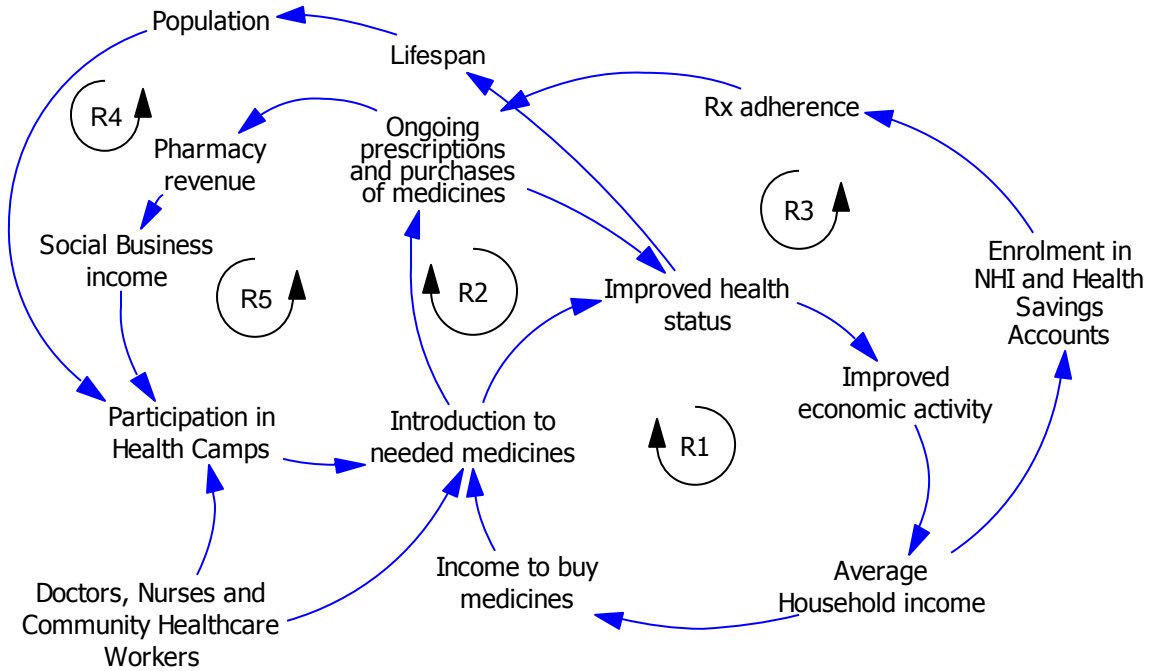 Population
Lifespan
R4
Rx adherence
Pharmacy
revenue
Ongoing
prescriptions
and purchases
of medicines
R3
Social Business
income
Enrolment in
NHI and Health
Savings
Accounts
R5
R2
Improved health
status
Improved
economic activity
Participation in
Health Camps
Introduction to
needed medicines
R1
Income to buy
medicines
Average
Household income
Doctors, Nurses and
Community Healthcare
Workers